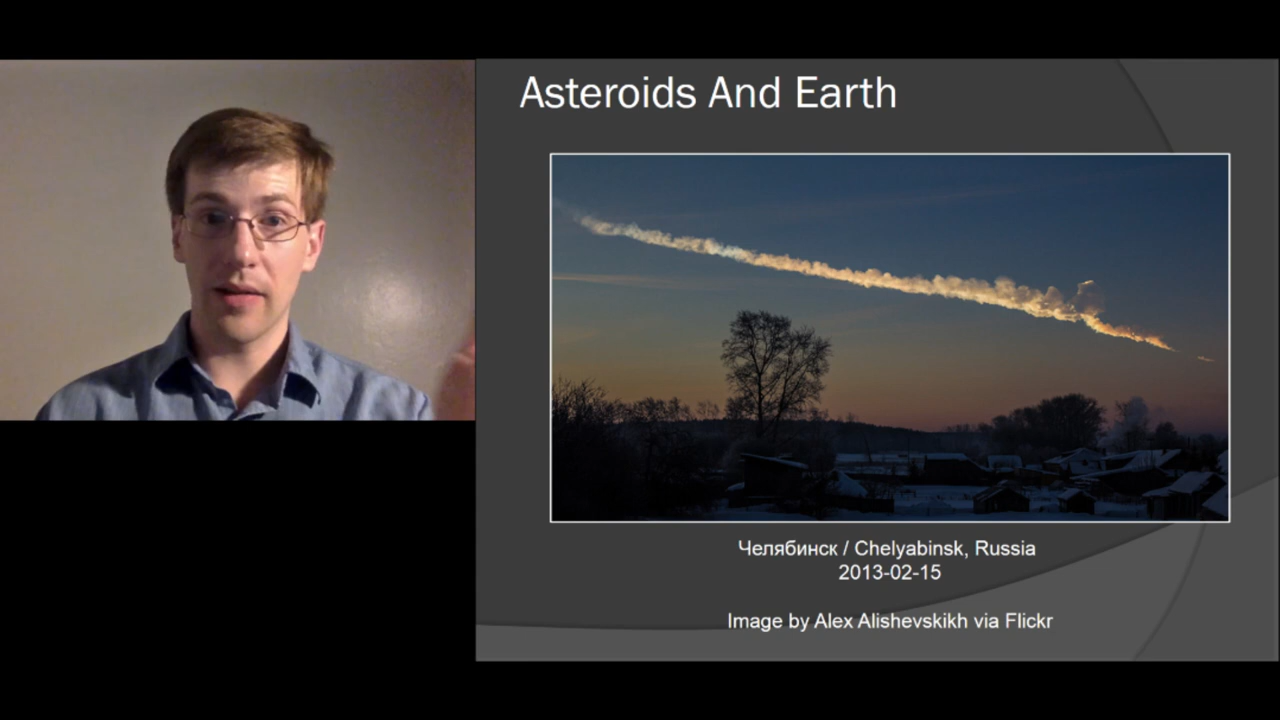 Asteroids And Earth
Челябинск / Chelyabinsk, Russia
2013-02-15
Image by Alex Alishevskikh via Flickr